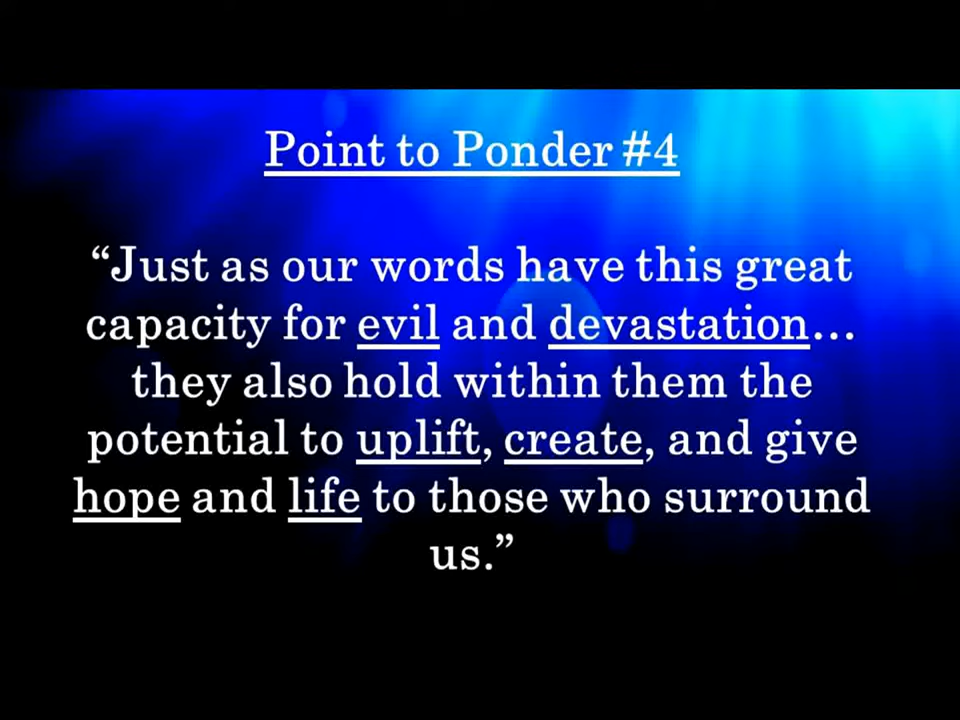 Point to Ponder #4
“Just as our words have this great
capacity for evil and devastation…
they also hold within them the
potential to uplift, create, and give
hope and life to those who surround
us.”